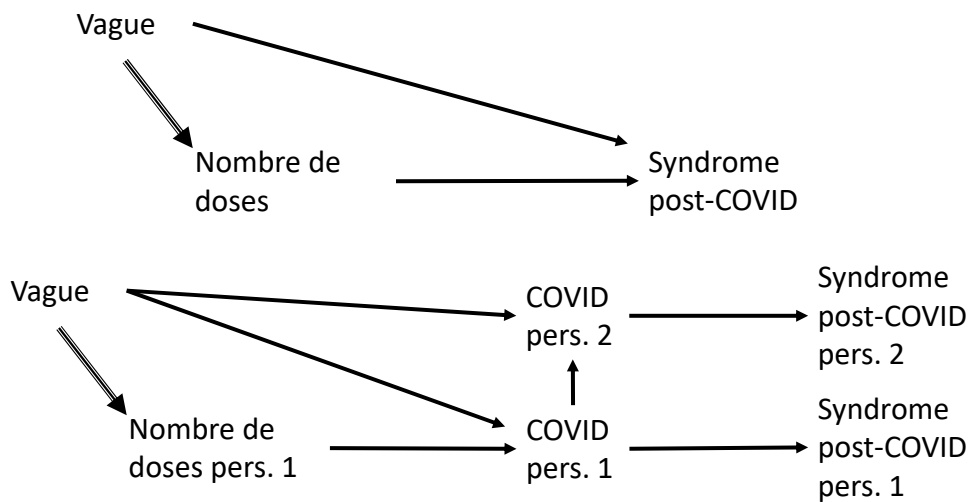 Vague
Nombre de
doses
Syndrome
post-COVID
Vague
COVID
pers. 2
Syndrome
post-COVID
pers. 2
Nombre de
doses pers. 1
COVID
pers. 1
Syndrome
post-COVID
pers. 1